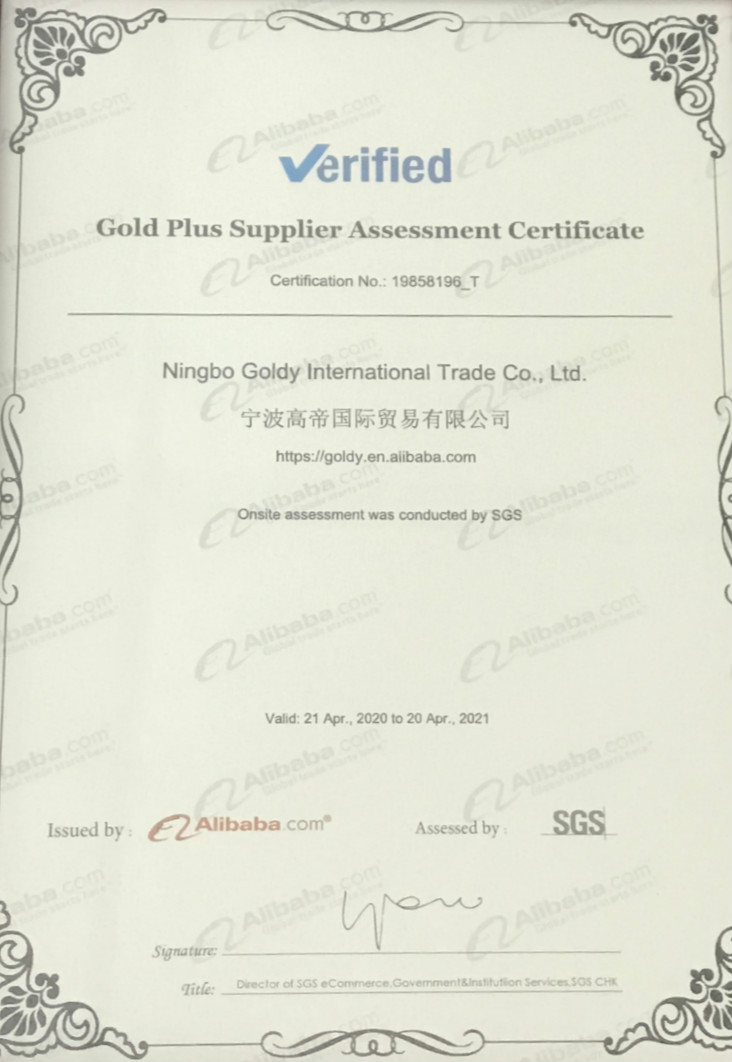 Verified
Gold Plus Supplier Assessment Certificate
Certification No.: 19858196_T
Ningbo Goldy International Trade Co., Ltd.
宁波高帝国际贸易有限公司
https://goldy.en.alibaba.com
Onsite assessment was conducted by SGS
Valid: 21 Apr., 2020 to 20 Apr., 2021
Issued by : Alibaba.com® Assessed by : SGS
Signature:
Title: Director of SGS eCommerce,Government&Institutiion Services,SGS CHK